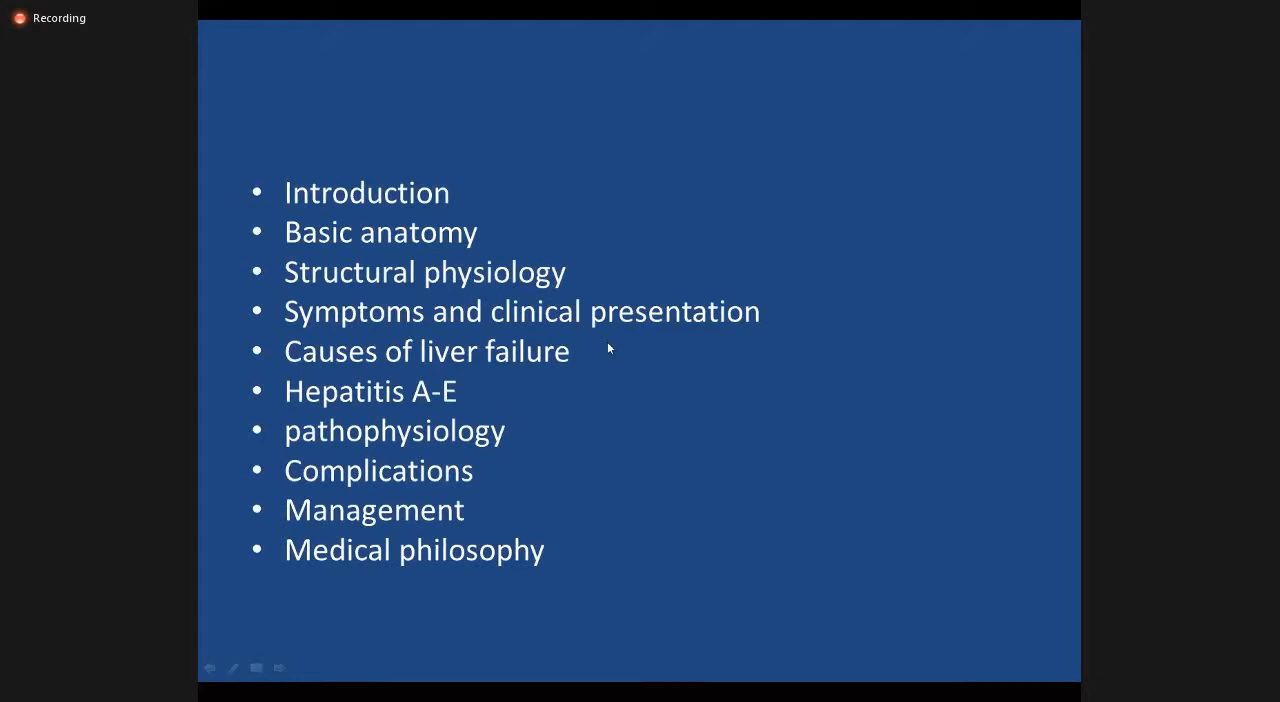 Recording
• Introduction
• Basic anatomy
• Structural physiology
• Symptoms and clinical presentation
• Causes of liver failure
• Hepatitis A-E
• pathophysiology
• Complications
• Management
• Medical philosophy